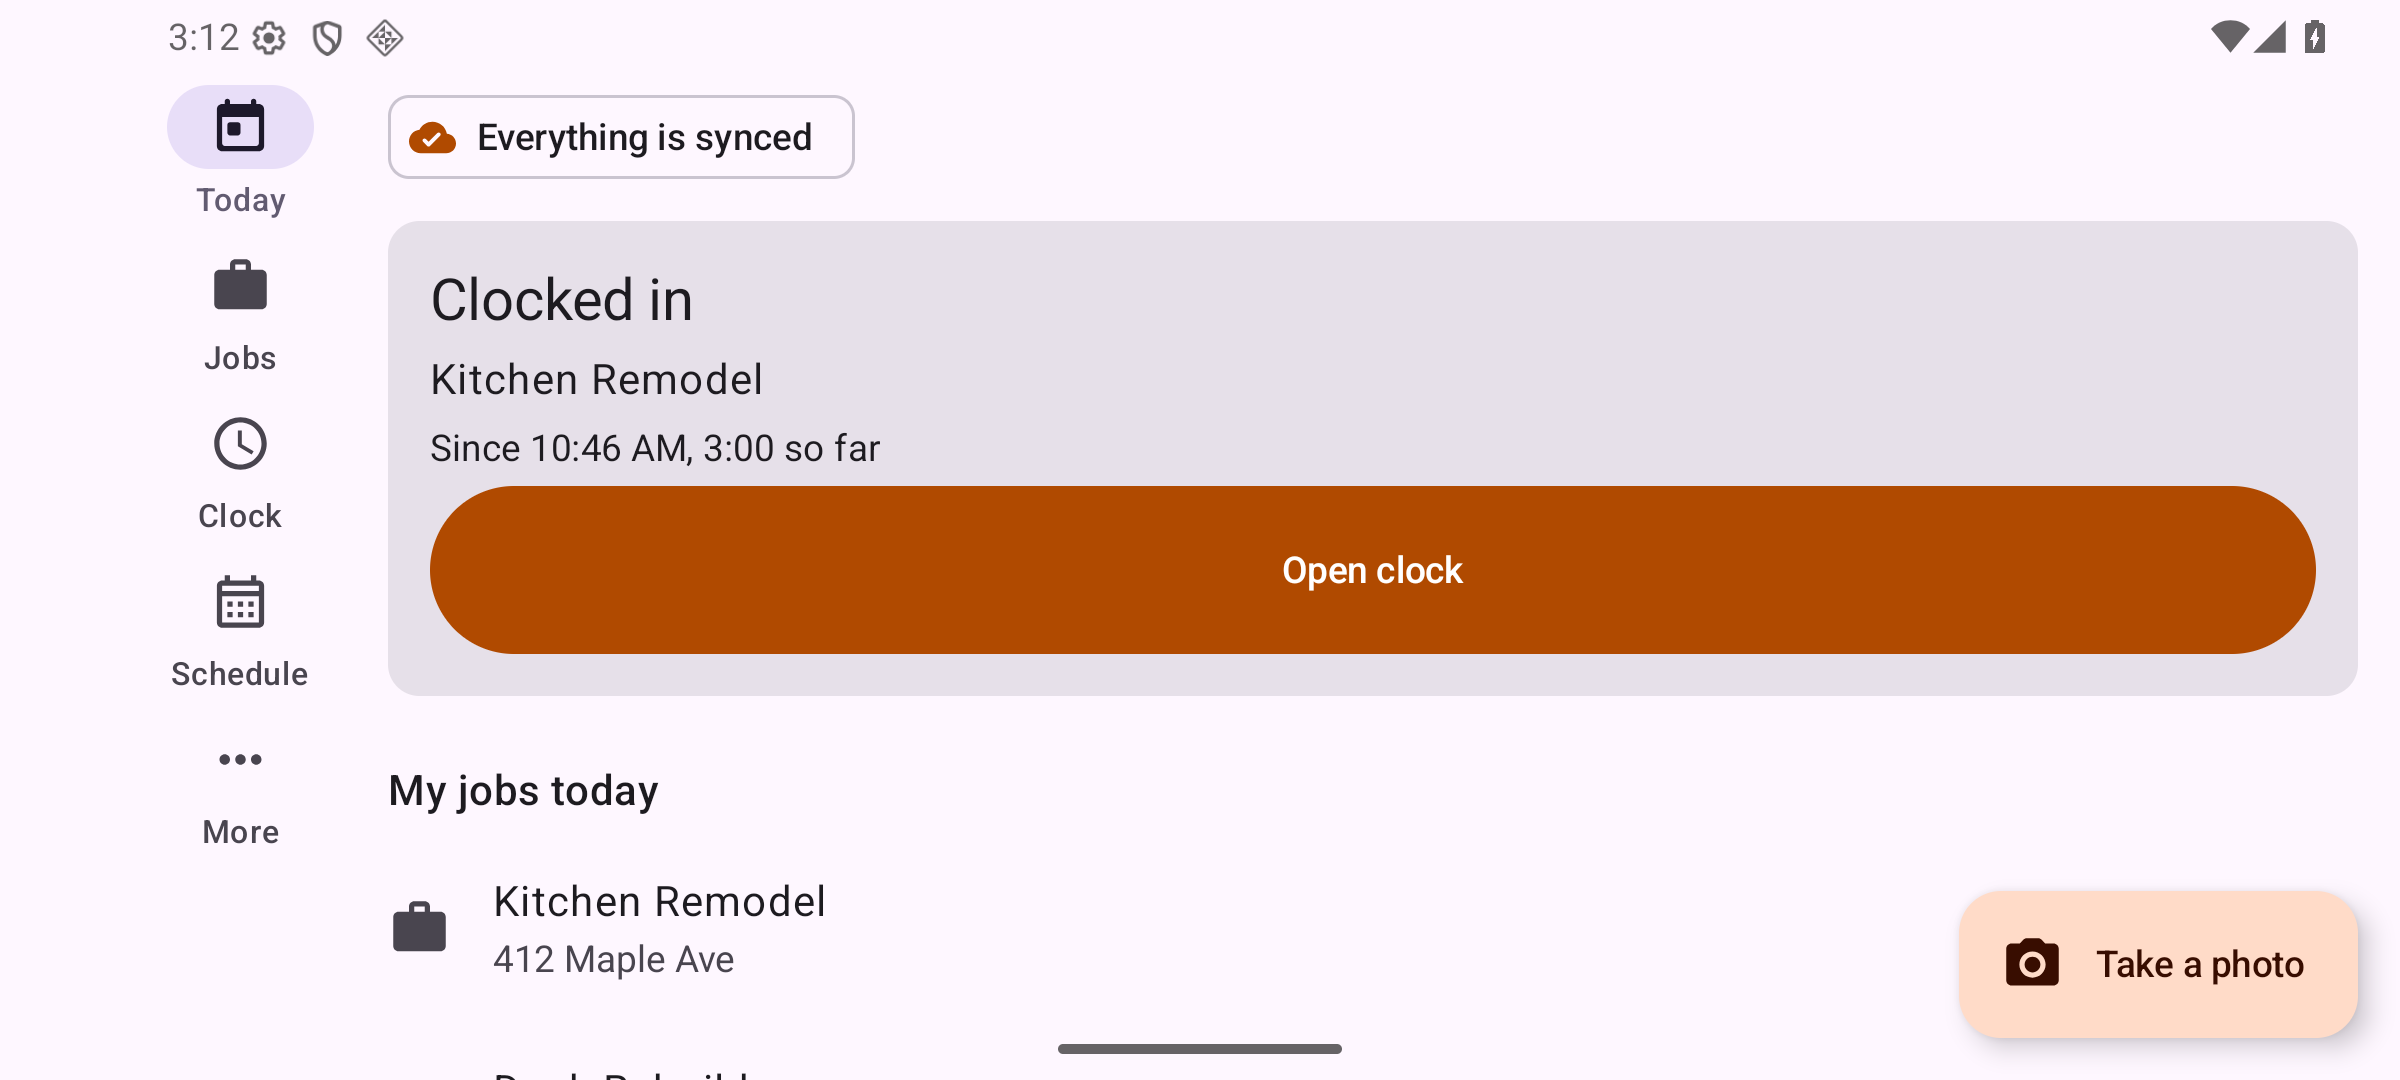 3:12
Today
Jobs
Clock
Schedule
More
Everything is synced
Clocked in
Kitchen Remodel
Since 10:46 AM, 3:00 so far
Open clock
My jobs today
Kitchen Remodel
412 Maple Ave
Take a photo